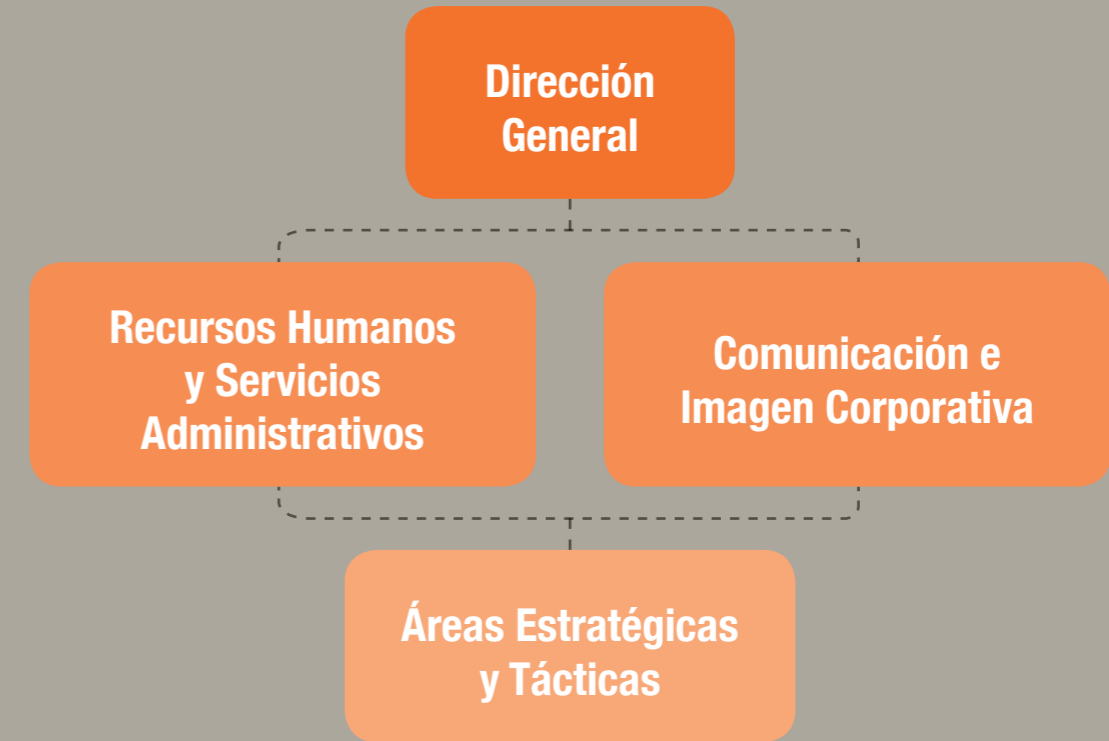 Dirección
General
Recursos Humanos
y Servicios
Administrativos
Comunicación e
Imagen Corporativa
Áreas Estratégicas
y Tácticas